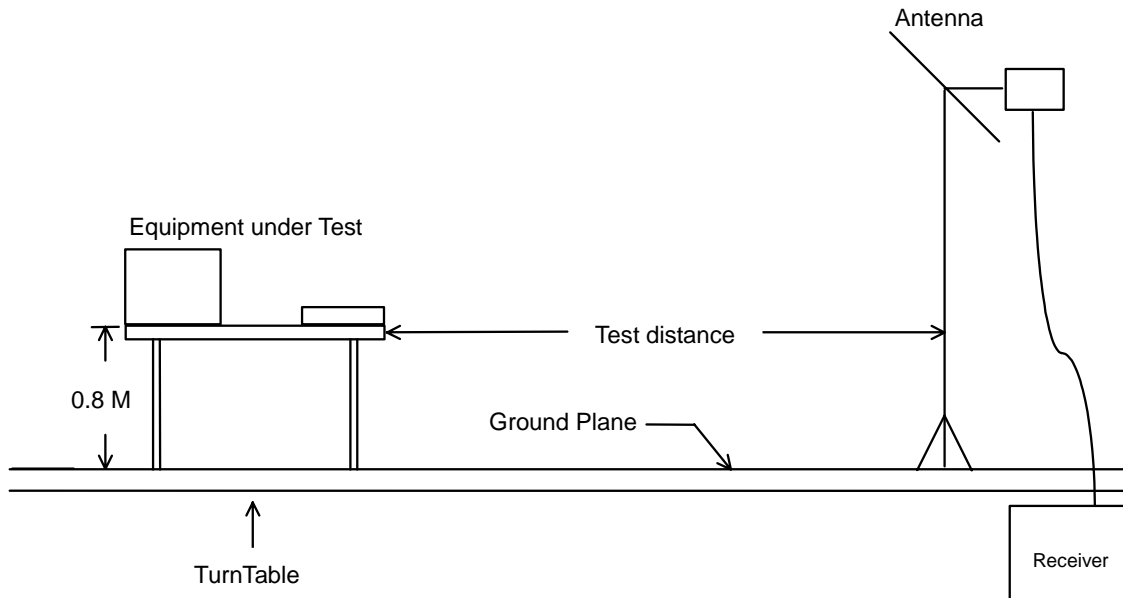 Antenna
Equipment under Test
Test distance
0.8 M
Ground Plane
TurnTable
Receiver